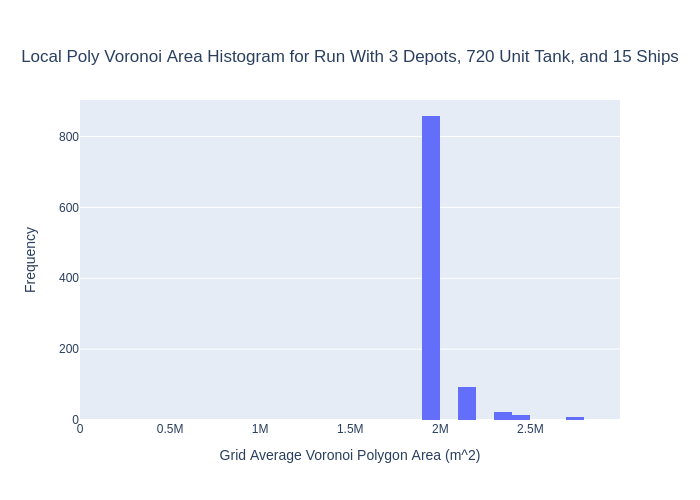 Local Poly Voronoi Area Histogram for Run With 3 Depots, 720 Unit Tank, and 15 Ships
800
600
400
200
0
Frequency
0 0.5M 1M 1.5M 2M 2.5M
Grid Average Voronoi Polygon Area (m^2)